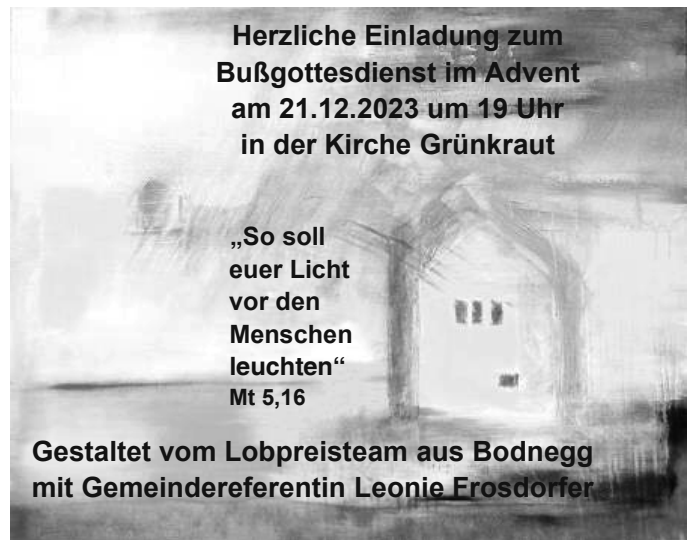 Herzliche Einladung zum
Bußgottesdienst im Advent
am 21.12.2023 um 19 Uhr
in der Kirche Grünkraut
„So soll
euer Licht
vor den
Menschen
leuchten“
Mt 5,16
Gestaltet vom Lobpreisteam aus Bodnegg
mit Gemeindereferentin Leonie Frosdorfer